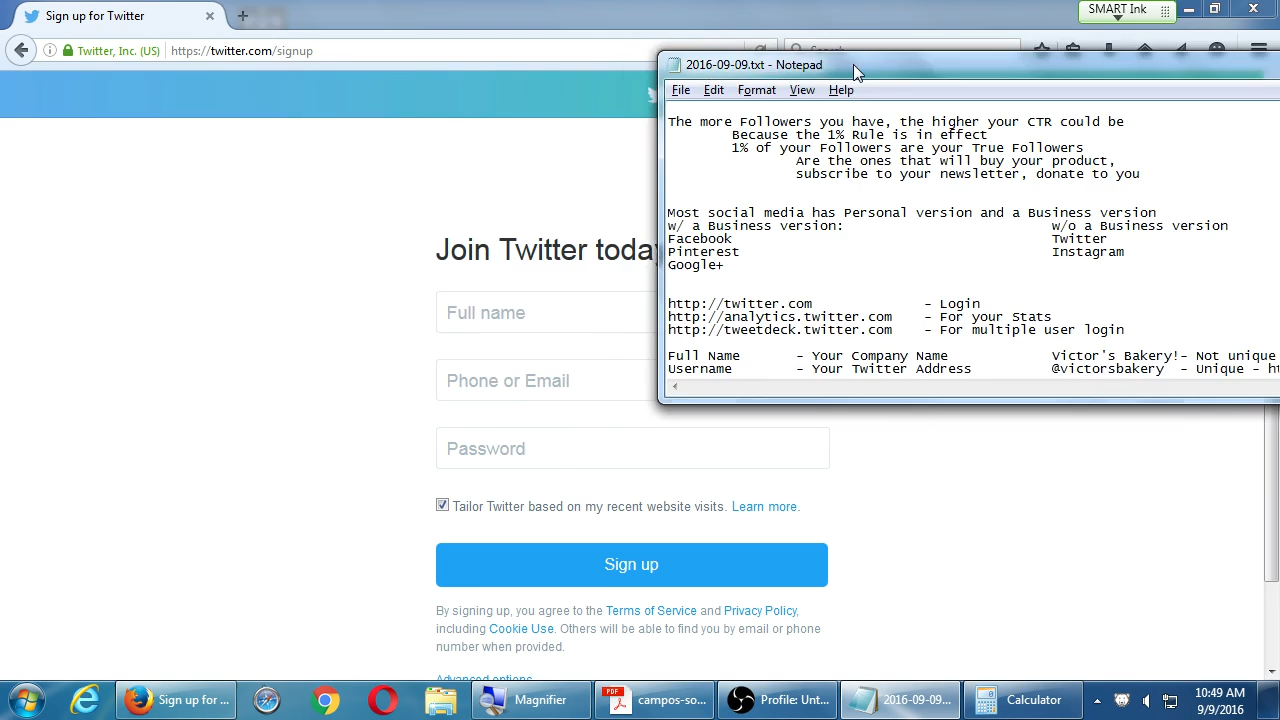 Sign up for Twitter
SMART Ink
Twitter, Inc. (US) https://twitter.com/signup
Search
2016-09-09.txt - Notepad
File Edit Format View Help
The more Followers you have, the higher your CTR could be
Because the 1% Rule is in effect
1% of your Followers are your True Followers
Are the ones that will buy your product,
subscribe to your newsletter, donate to you
Most social media has Personal version and a Business version
w/ a Business version: w/o a Business version
Facebook Twitter
Pinterest Instagram
Google+
http://twitter.com - Login
http://analytics.twitter.com - For your Stats
http://tweetdeck.twitter.com - For multiple user login
Full Name - Your Company Name Victor's Bakery!- Not unique
Username - Your Twitter Address @victorsbakery - Unique - ht
Join Twitter today
Full name
Phone or Email
Password
Tailor Twitter based on my recent website visits. Learn more.
Sign up
By signing up, you agree to the Terms of Service and Privacy Policy,
including Cookie Use. Others will be able to find you by email or phone
number when provided.
Advanced options
Sign up for ...
Magnifier
PDF
campos-so...
Profile: Unt...
2016-09-09...
Calculator
10:49 AM
9/9/2016